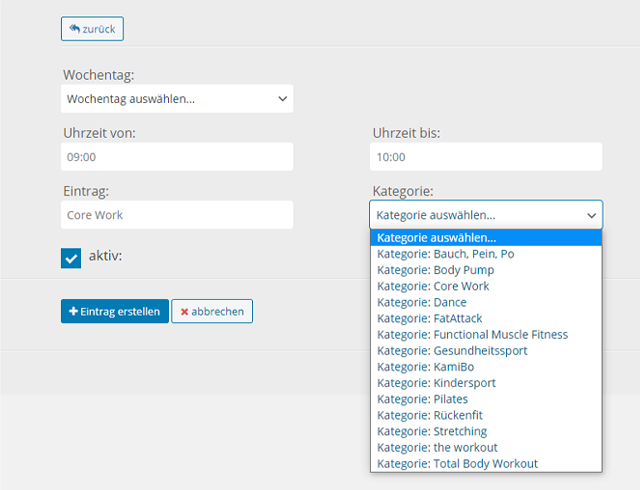 zurück
Wochentag:
Wochentag auswählen...
Uhrzeit von:
Uhrzeit bis:
09:00
10:00
Eintrag:
Kategorie:
Core Work
Kategorie auswählen...
aktiv:
Kategorie auswählen...
Kategorie: Bauch, Pein, Po
Kategorie: Body Pump
Kategorie: Core Work
Kategorie: Dance
Kategorie: FatAttack
Kategorie: Functional Muscle Fitness
Kategorie: Gesundheitssport
Kategorie: KamiBo
Kategorie: Kindersport
Kategorie: Pilates
Kategorie: Rückenfit
Kategorie: Stretching
Kategorie: the workout
Kategorie: Total Body Workout
Eintrag erstellen
abbrechen